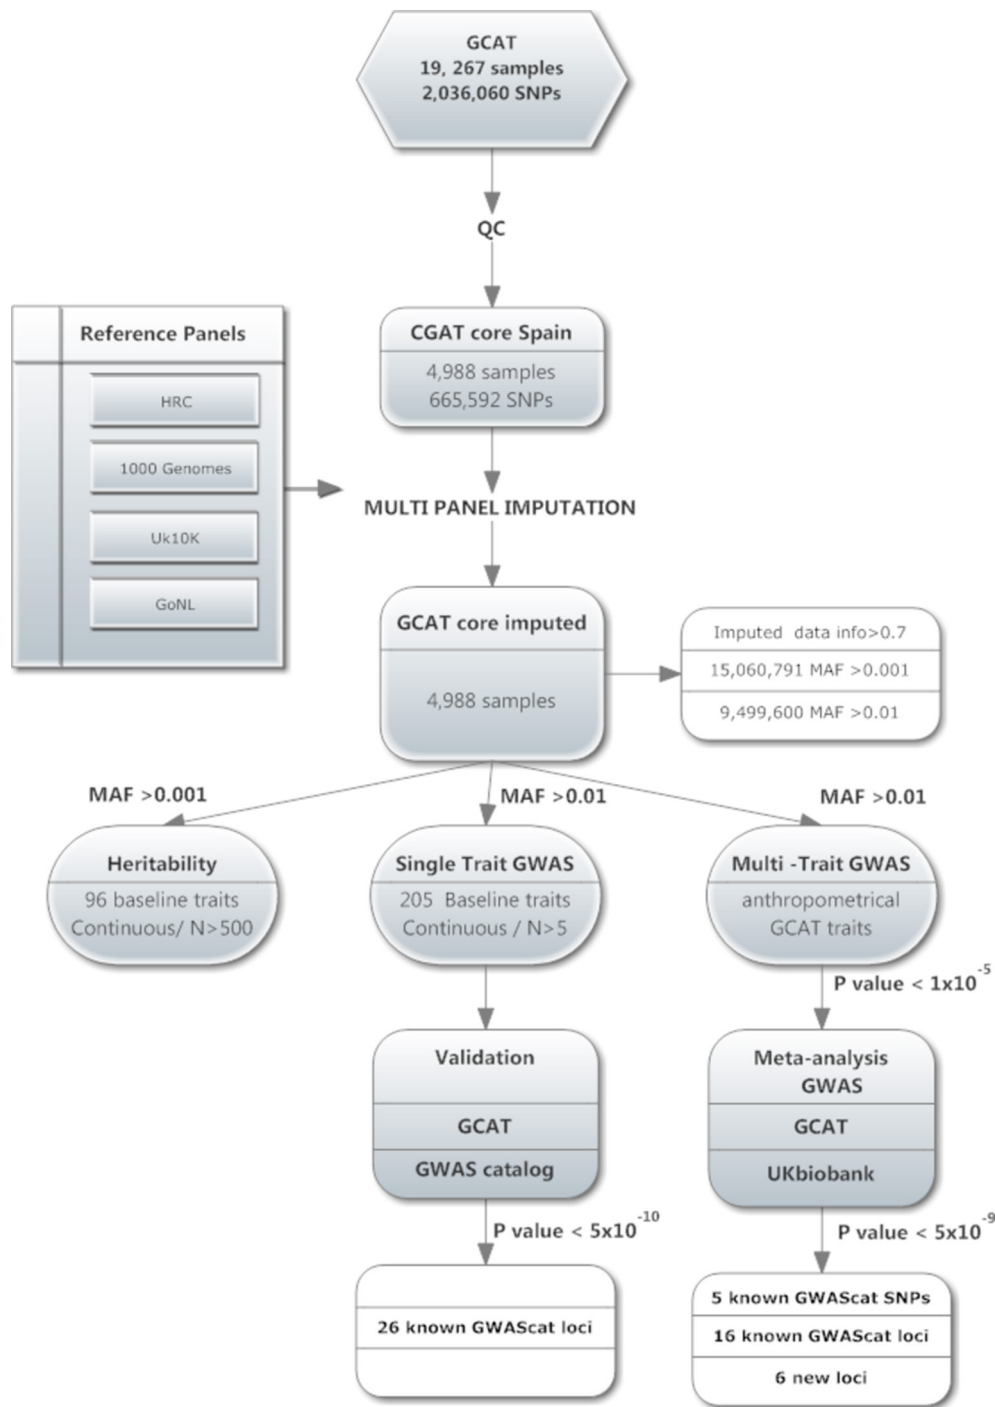 GCAT
19, 267 samples
2,036,060 SNPs
QC
Reference Panels
HRC
1000 Genomes
Uk10K
GoNL
CGAT core Spain
4,988 samples
665,592 SNPs
MULTI PANEL IMPUTATION
GCAT core imputed
4,988 samples
Imputed data info>0.7
15,060,791 MAF >0.001
9,499,600 MAF >0.01
MAF >0.001
MAF >0.01
MAF >0.01
Heritability
96 baseline traits
Continuous/ N>500
Single Trait GWAS
205 Baseline traits
Continuous / N>5
Multi -Trait GWAS
anthropometrical
GCAT traits
P value < 1x10⁻⁵
Validation
GCAT
GWAS catalog
Meta-analysis
GWAS
GCAT
UKbiobank
P value < 5x10⁻¹⁰
P value < 5x10⁻⁹
26 known GWAScat loci
5 known GWAScat SNPs
16 known GWAScat loci
6 new loci